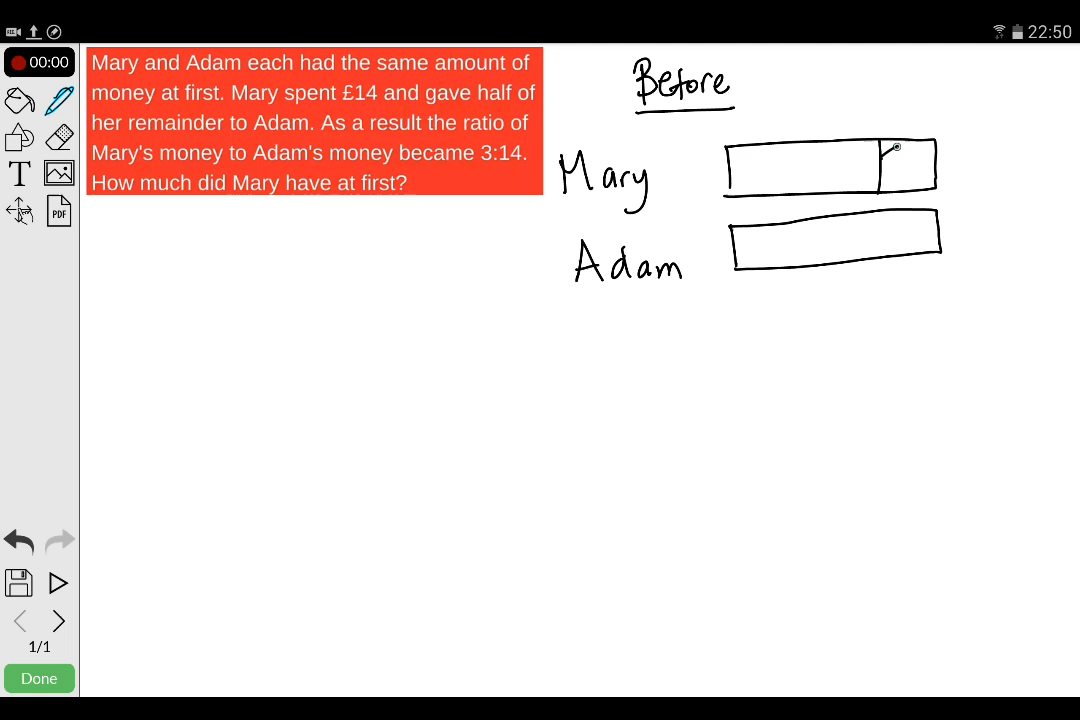 22:50
00:00
Mary and Adam each had the same amount of
money at first. Mary spent £14 and gave half of
her remainder to Adam. As a result the ratio of
Mary's money to Adam's money became 3:14.
How much did Mary have at first?
Before
Mary
Adam
T
PDF
1/1
Done